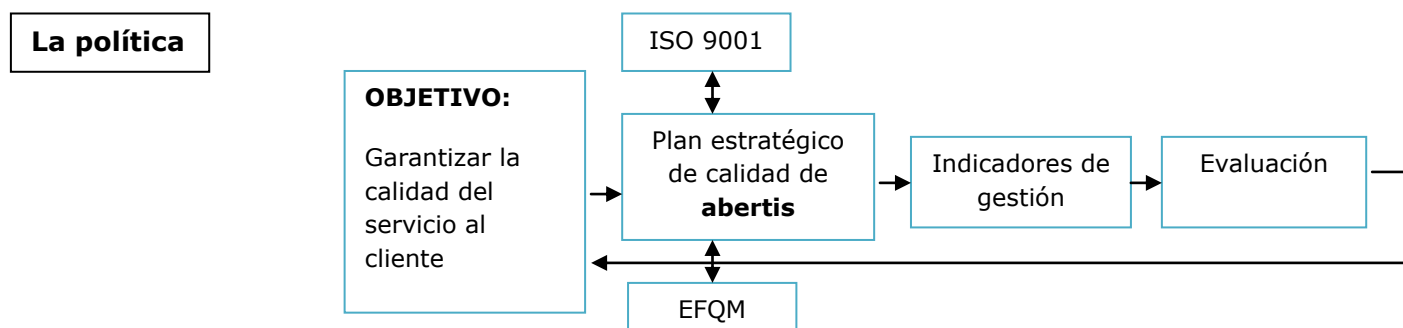 La política
ISO 9001
OBJETIVO:
Garantizar la
calidad del
servicio al
cliente
Plan estratégico
de calidad de
abertis
Indicadores de
gestión
Evaluación
EFQM